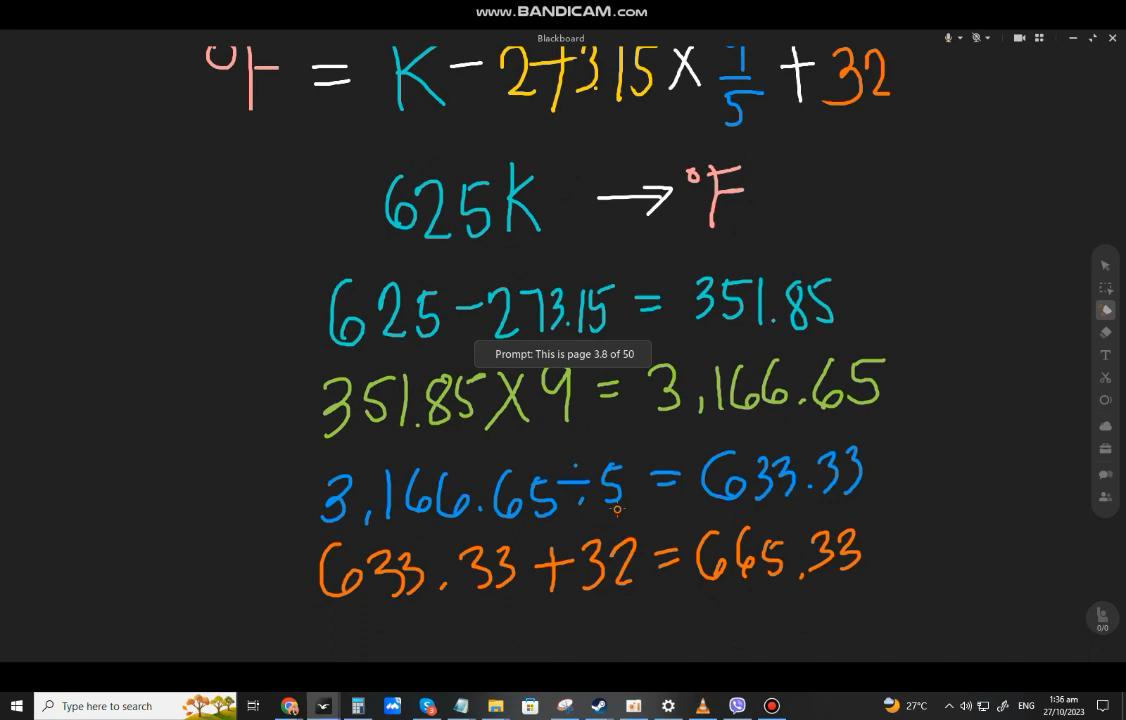 www.BANDICAM.com
Blackboard
°F = K - 273.15 × 9/5 + 32
625K → °F
625 - 273.15 = 351.85
Prompt: This is page 3.8 of 50
351.85 × 9 = 3,166.65
3,166.65 ÷ 5 = 633.33
633.33 + 32 = 665.33
0/0
Type here to search
27°C
ENG
1:36 am
27/10/2023